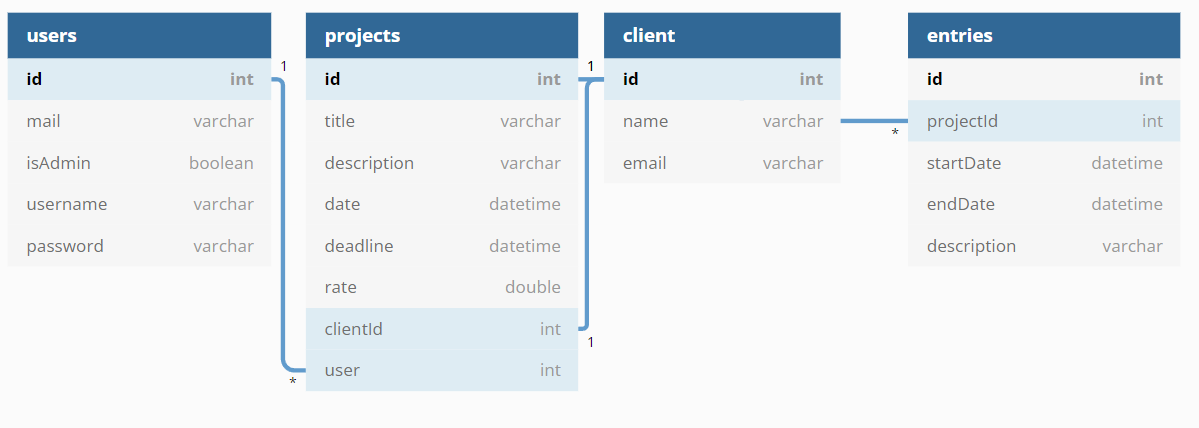 users
id int
mail varchar
isAdmin boolean
username varchar
password varchar
1
*
projects
id int
title varchar
description varchar
date datetime
deadline datetime
rate double
clientId int
user int
1
1
client
id int
name varchar
email varchar
*
entries
id int
projectId int
startDate datetime
endDate datetime
description varchar